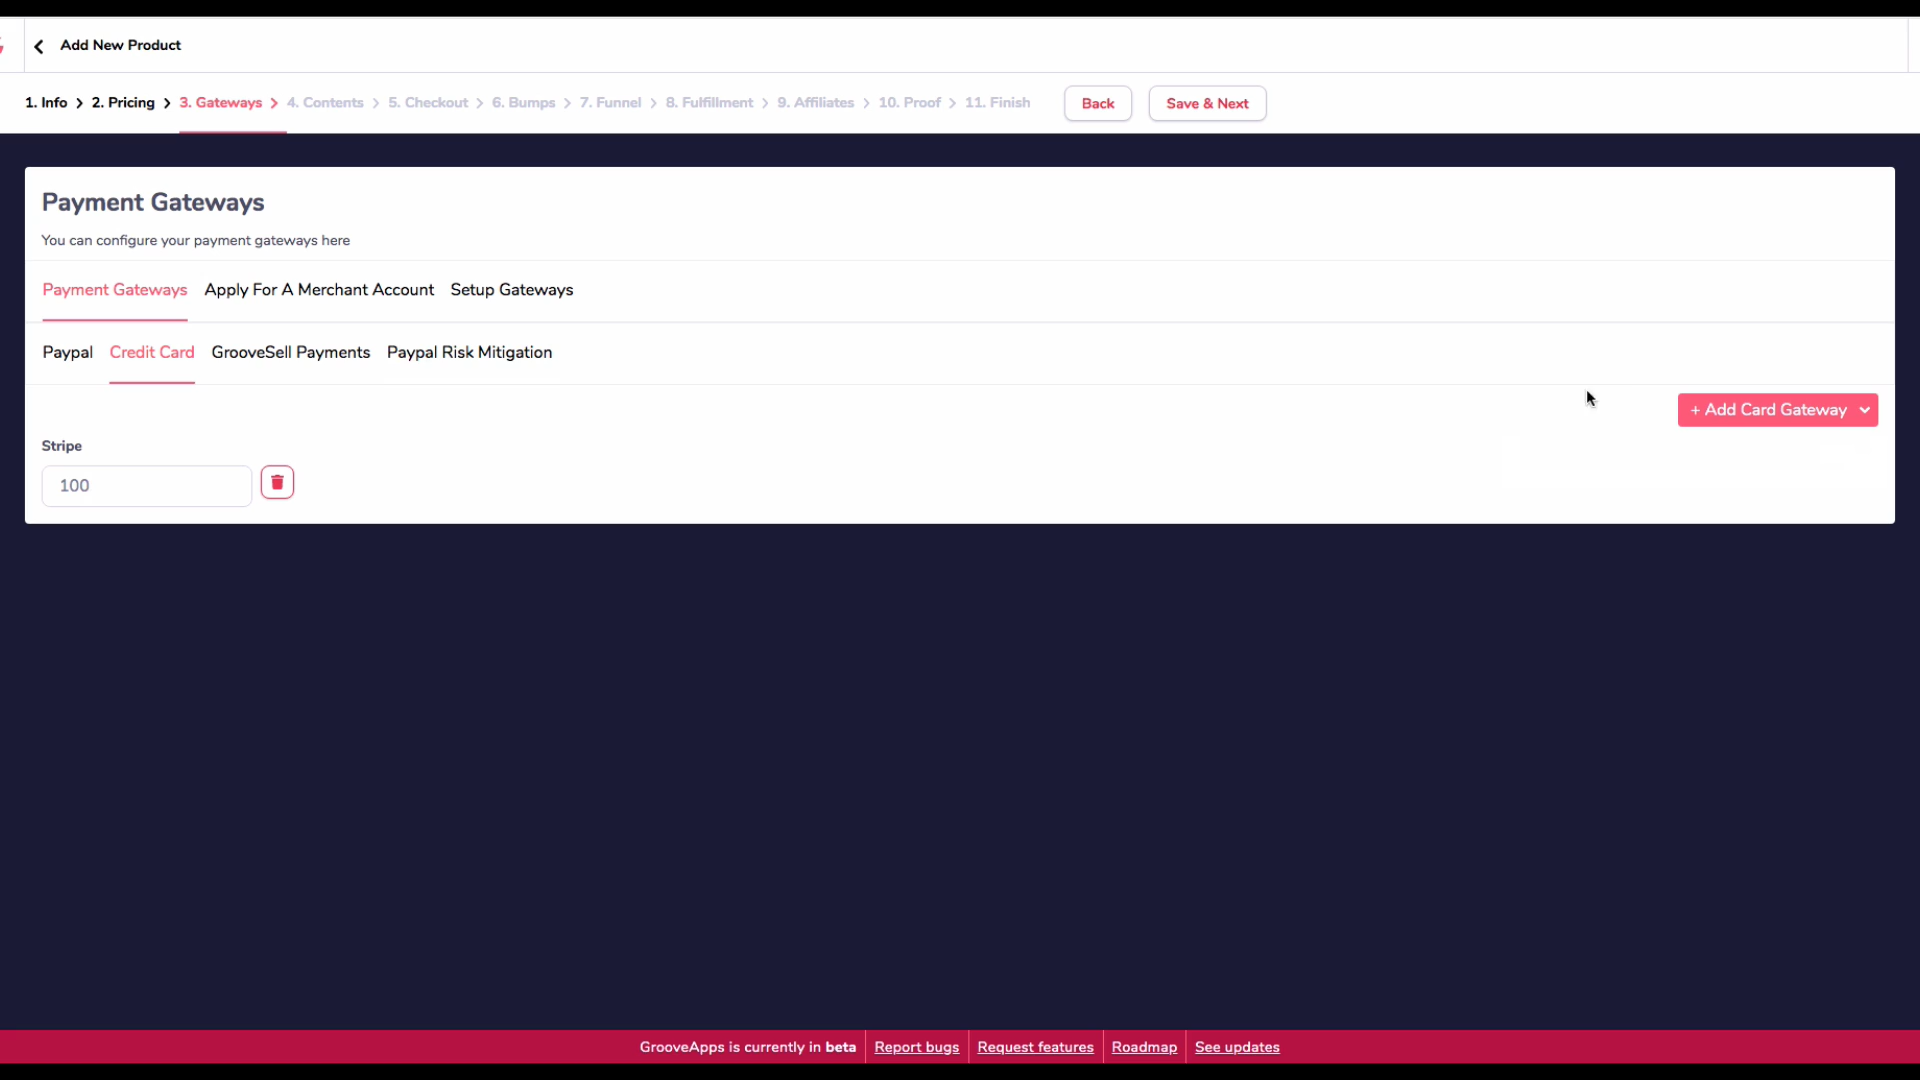 Add New Product
1. Info > 2. Pricing > 3. Gateways > 4. Contents > 5. Checkout > 6. Bumps > 7. Funnel > 8. Fulfillment > 9. Affiliates > 10. Proof > 11. Finish Back Save & Next
Payment Gateways
You can configure your payment gateways here
Payment Gateways Apply For A Merchant Account Setup Gateways
Paypal Credit Card GrooveSell Payments Paypal Risk Mitigation
+ Add Card Gateway
Stripe
100
GrooveApps is currently in beta Report bugs Request features Roadmap See updates